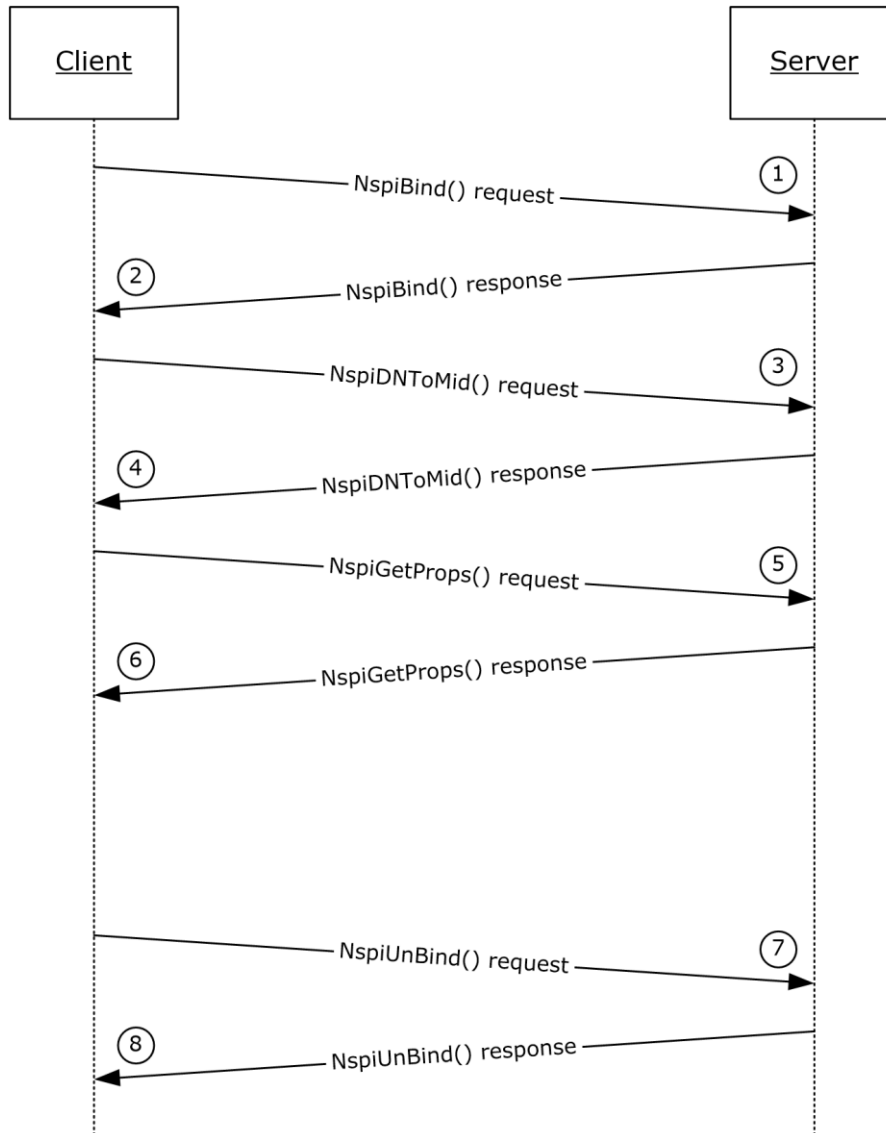 Client
Server
NspiBind() request
1
2
NspiBind() response
NspiDNToMid() request
3
4
NspiDNToMid() response
NspiGetProps() request
5
6
NspiGetProps() response
NspiUnBind() request
7
8
NspiUnBind() response